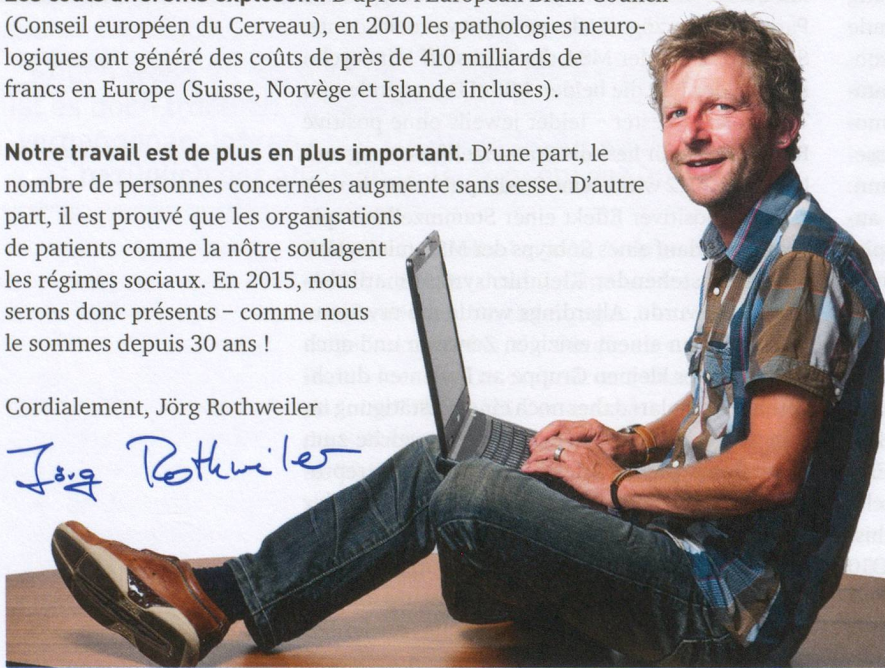 (Conseil européen du Cerveau), en 2010 les pathologies neuro-
logiques ont généré des coûts de près de 410 milliards de
francs en Europe (Suisse, Norvège et Islande incluses).
Notre travail est de plus en plus important. D'une part, le
nombre de personnes concernées augmente sans cesse. D'autre
part, il est prouvé que les organisations
de patients comme la nôtre soulagent
les régimes sociaux. En 2015, nous
serons donc présents – comme nous
le sommes depuis 30 ans !
Cordialement, Jörg Rothweiler
Jörg Rothweiler